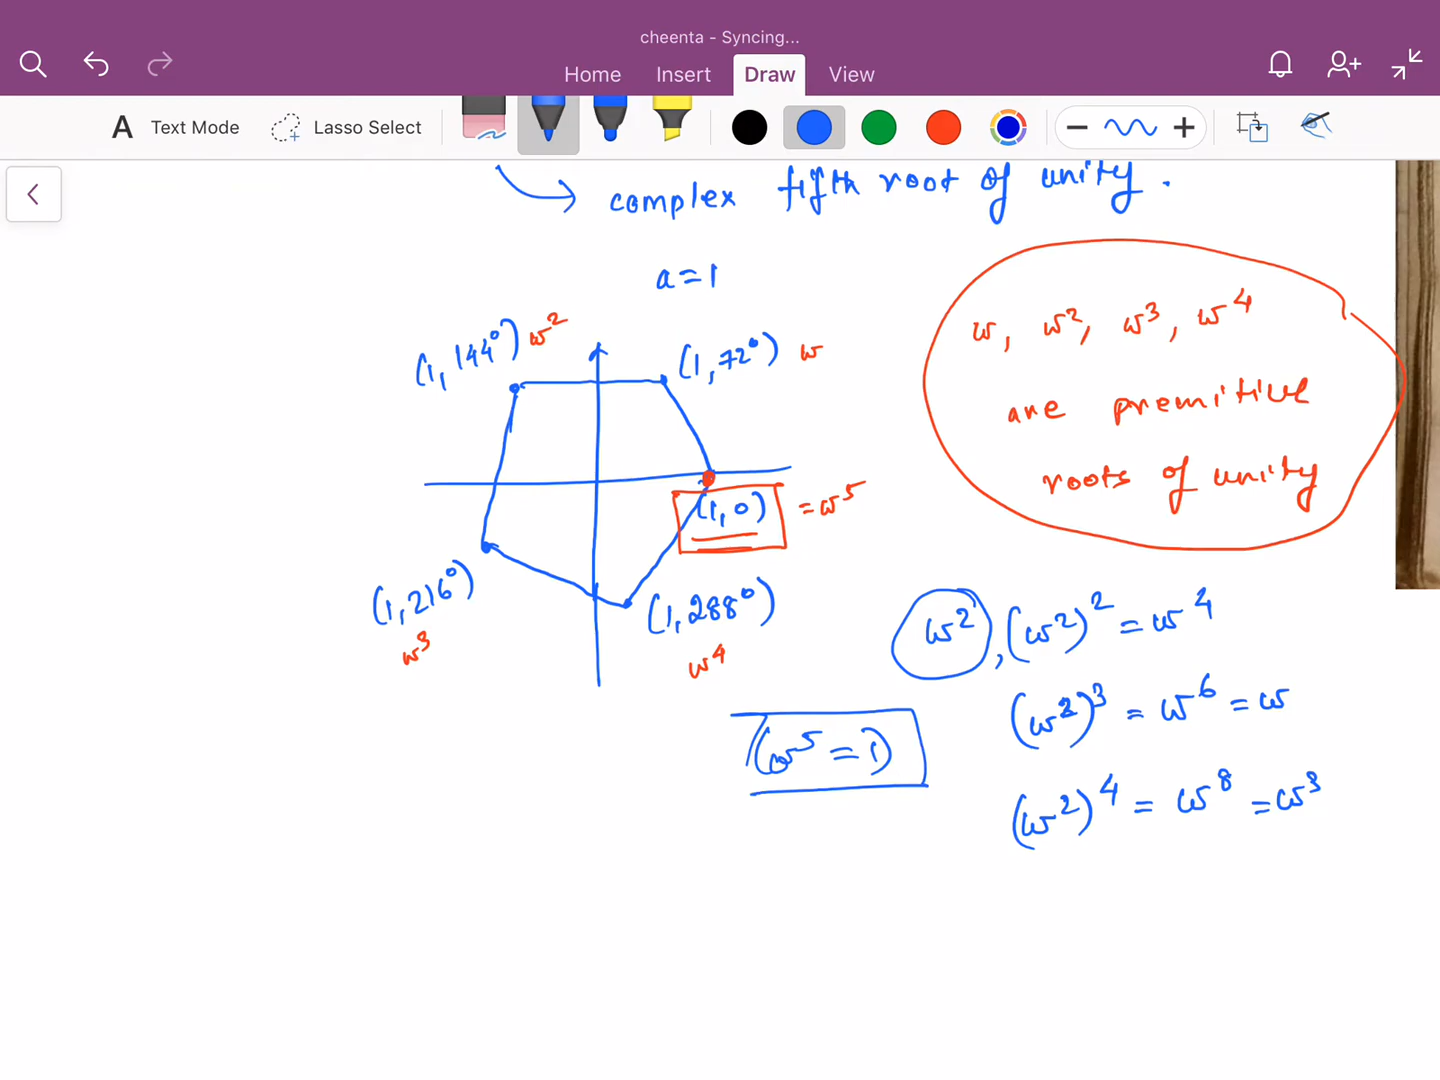 cheenta - Syncing...
Home Insert Draw View
A Text Mode Lasso Select
complex fifth root of unity.
a = 1
(1, 144°) ω²
(1, 72°) ω
(1, 0) = ω⁵
(1, 216°)
ω³
(1, 288°)
ω⁴
ω, ω², ω³, ω⁴
are premitive
roots of unity
ω², (ω²)² = ω⁴
(ω²)³ = ω⁶ = ω
(ω⁵ = 1)
(ω²)⁴ = ω⁸ = ω³